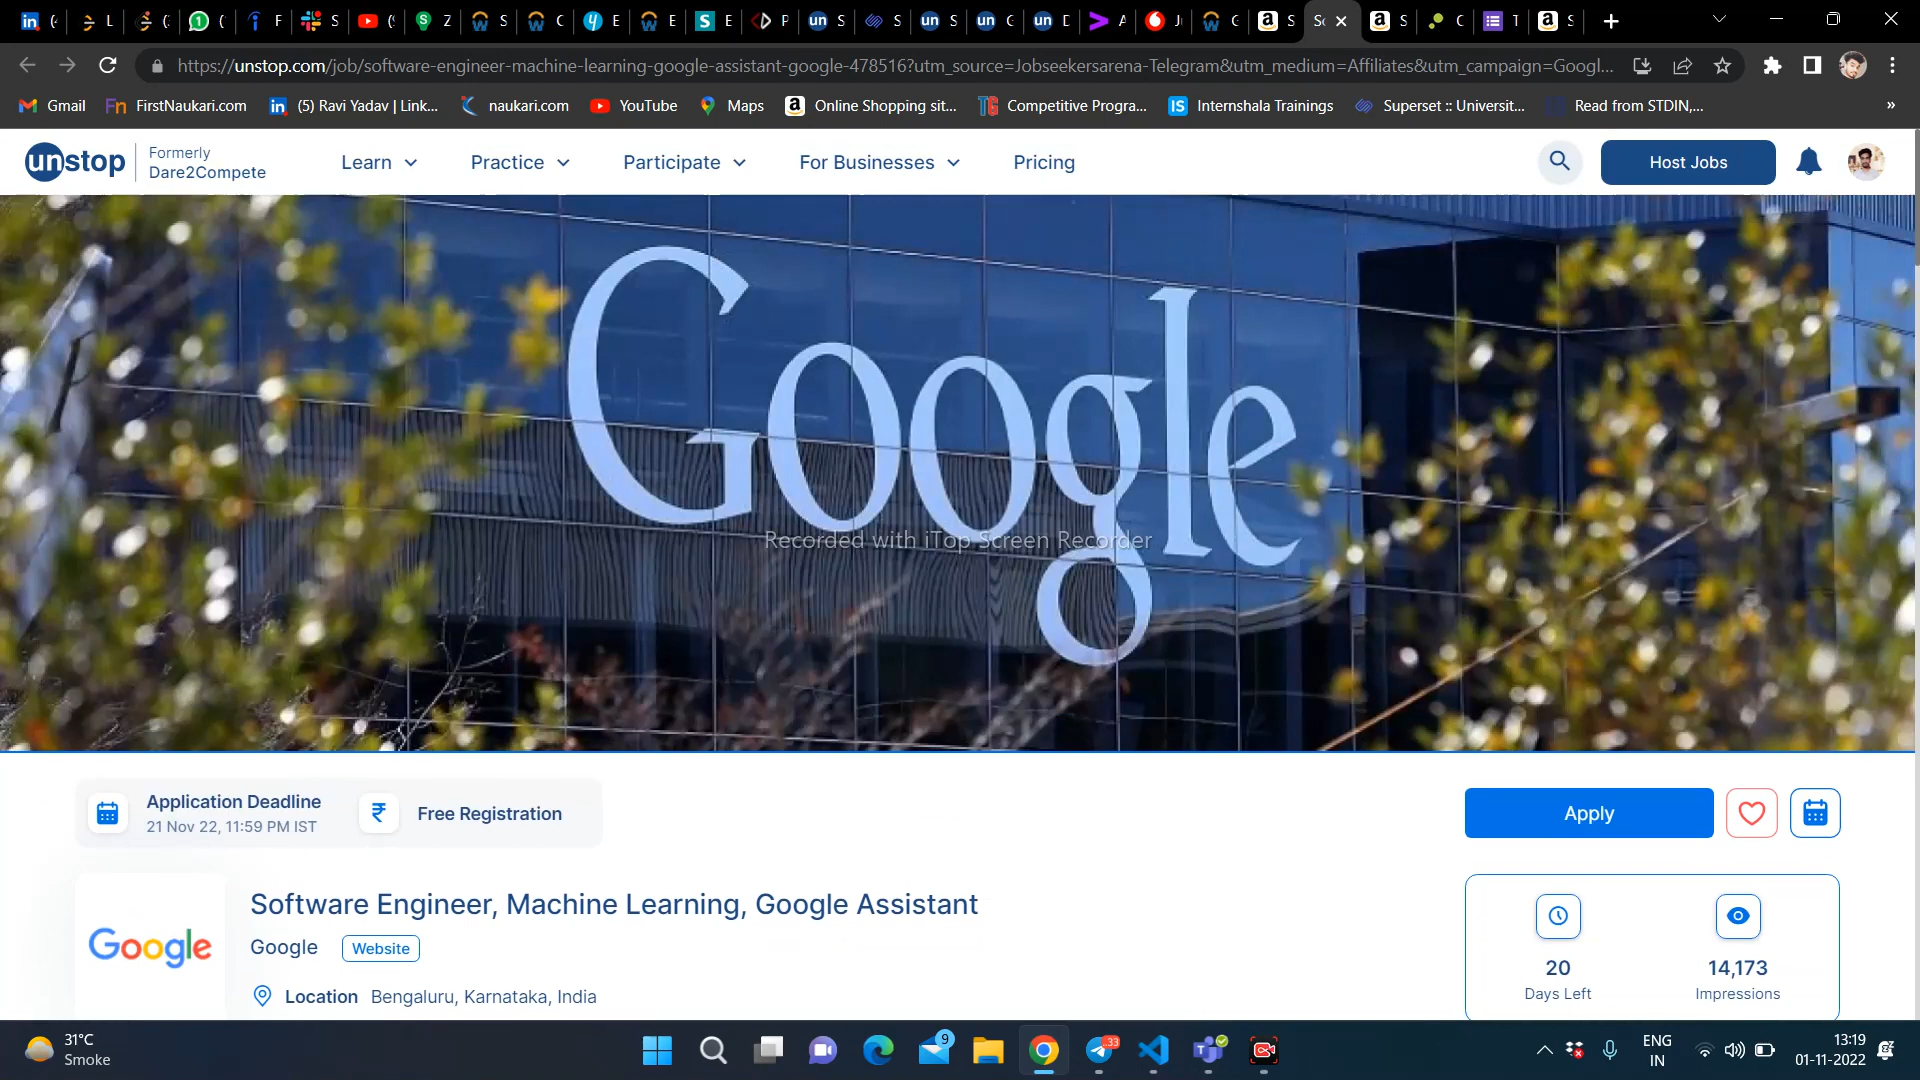 https://unstop.com/job/software-engineer-machine-learning-google-assistant-google-478516?utm_source=Jobseekersarena-Telegram&utm_medium=Affiliates&utm_campaign=Googl...
Gmail FirstNaukari.com (5) Ravi Yadav | Link... naukari.com YouTube Maps Online Shopping sit... Competitive Progra... Internshala Trainings Superset :: Universit... Read from STDIN,... »
unstop Formerly Dare2Compete Learn Practice Participate For Businesses Pricing Host Jobs
Google
Recorded with iTop Screen Recorder
Application Deadline
21 Nov 22, 11:59 PM IST
₹ Free Registration
Apply
Software Engineer, Machine Learning, Google Assistant
Google
Google Website
Location Bengaluru, Karnataka, India
20
Days Left
14,173
Impressions
31°C
Smoke
9
33
ENG
IN
13:19
01-11-2022